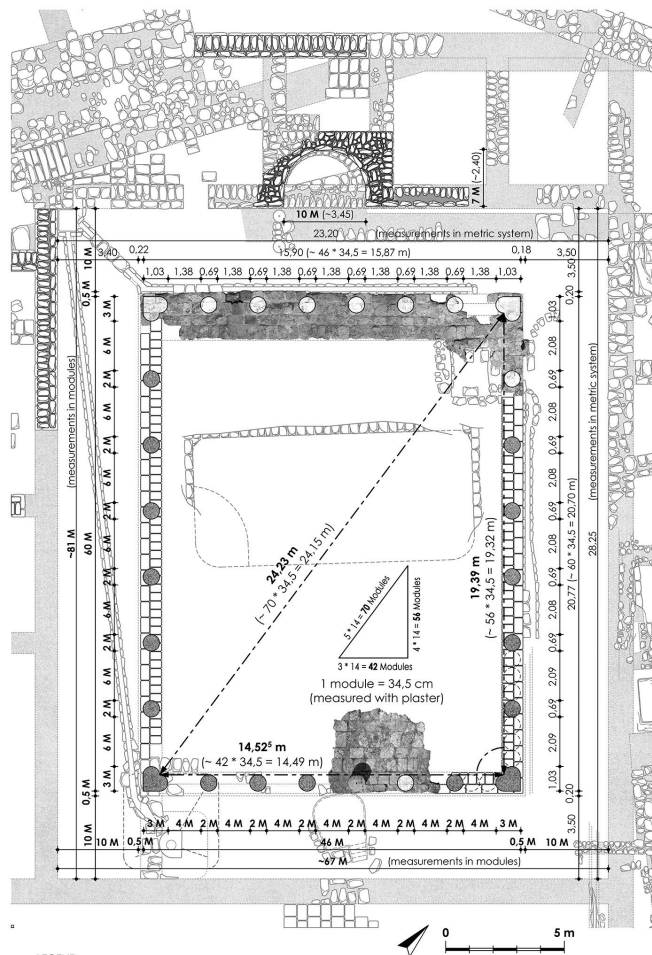 7 M (~2,40)
10 M (~3,45)
23,20 (measurements in metric system)
3,40 0,22 15,90 (~ 46 * 34,5 = 15,87 m) 0,18 3,50
1,03 1,38 0,69 1,38 0,69 1,38 0,69 1,38 0,69 1,38 0,69 1,38 0,69 1,38 1,03
10 M
0,5 M
3 M
6 M
2 M
6 M
2 M
6 M
2 M
6 M
2 M
6 M
2 M
6 M
2 M
6 M
3 M
0,5 M
10 M
(measurements in modules)
~81 M
60 M
3,50
0,20
1,03
2,08
0,69
2,08
0,69
2,08
0,69
2,08
0,69
2,08
0,69
2,09
0,69
2,09
1,03
0,20
3,50
20,77 (~ 60 * 34,5 = 20,70 m)
28,25
(measurements in metric system)
24,23 m
(~ 70 * 34,5 = 24,15 m)
19,39 m
(~ 56 * 34,5 = 19,32 m)
5 * 14 = 70 Modules
4 * 14 = 56 Modules
3 * 14 = 42 Modules
1 module = 34,5 cm
(measured with plaster)
14,52⁵ m
(~ 42 * 34,5 = 14,49 m)
3 M 4 M 2 M 4 M 2 M 4 M 2 M 4 M 2 M 4 M 2 M 4 M 2 M 4 M 3 M
10 M 0,5 M 46 M 0,5 M 10 M
~67 M (measurements in modules)
0 5 m